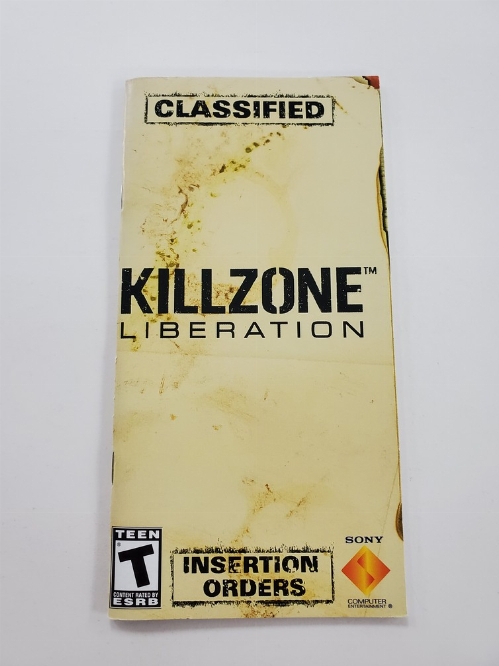 CLASSIFIED
KILLZONE™
LIBERATION
TEEN
T
CONTENT RATED BY
ESRB
INSERTION
ORDERS
SONY
COMPUTER
ENTERTAINMENT®